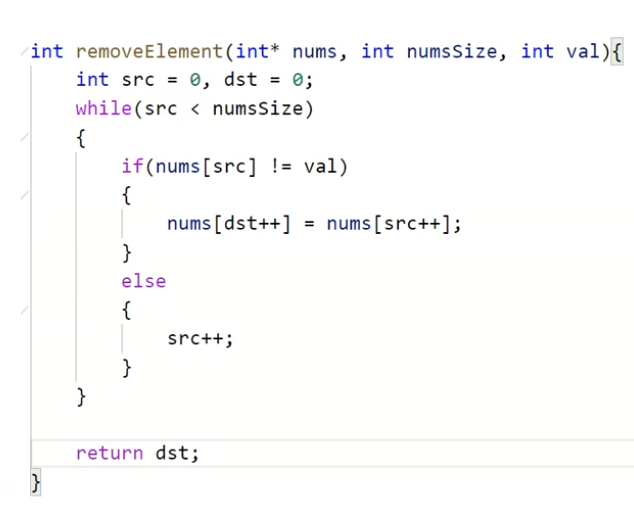 int removeElement(int* nums, int numsSize, int val){
    int src = 0, dst = 0;
    while(src < numsSize)
    {
        if(nums[src] != val)
        {
            nums[dst++] = nums[src++];
        }
        else
        {
            src++;
        }
    }

    return dst;
}